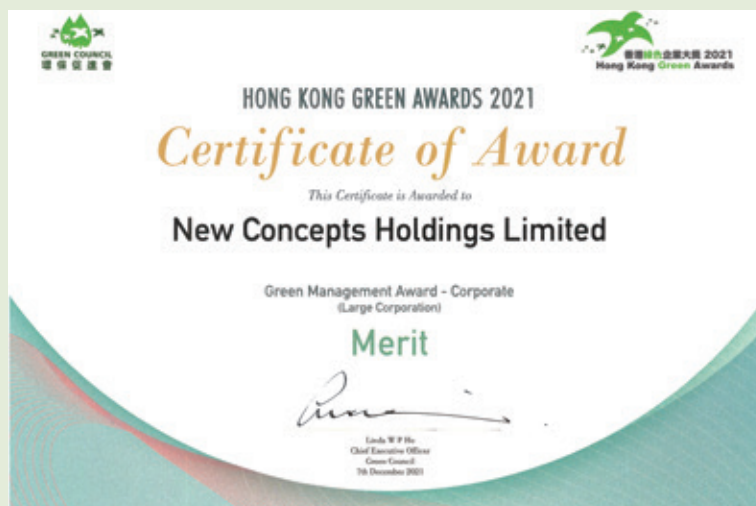 GREEN COUNCIL
環保促進會
香港綠色企業大獎 2021
Hong Kong Green Awards
HONG KONG GREEN AWARDS 2021
Certificate of Award
This Certificate is Awarded to
New Concepts Holdings Limited
Green Management Award - Corporate
(Large Corporation)
Merit
Linda W P Ho
Chief Executive Officer
Green Council
7th December 2021